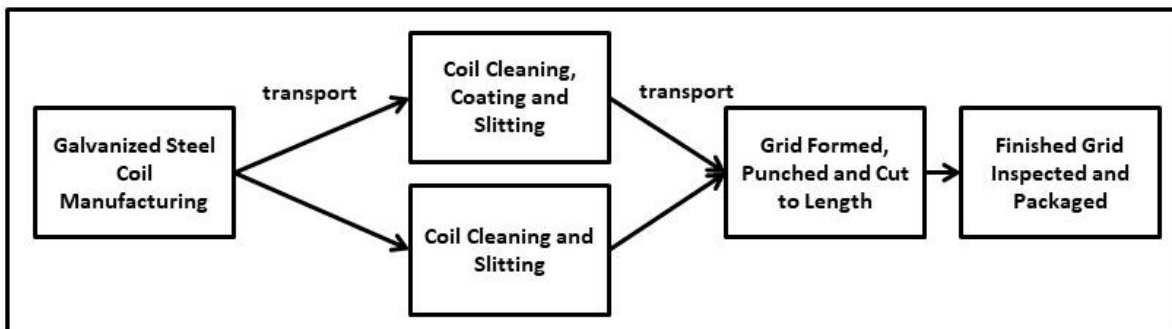 Galvanized Steel
Coil
Manufacturing
transport
Coil Cleaning,
Coating and
Slitting
Coil Cleaning and
Slitting
transport
Grid Formed,
Punched and Cut
to Length
Finished Grid
Inspected and
Packaged